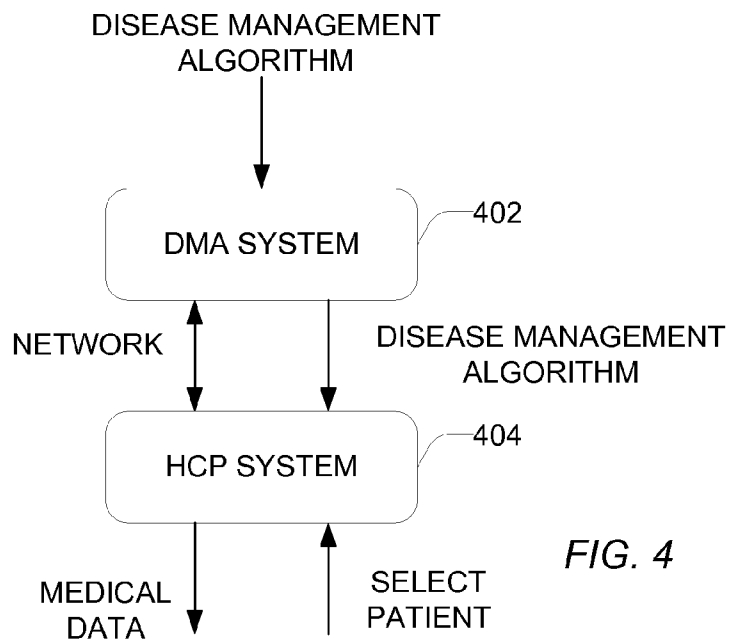 DISEASE MANAGEMENT
ALGORITHM
DMA SYSTEM
402
NETWORK
DISEASE MANAGEMENT
ALGORITHM
HCP SYSTEM
404
MEDICAL
DATA
SELECT
PATIENT
FIG. 4